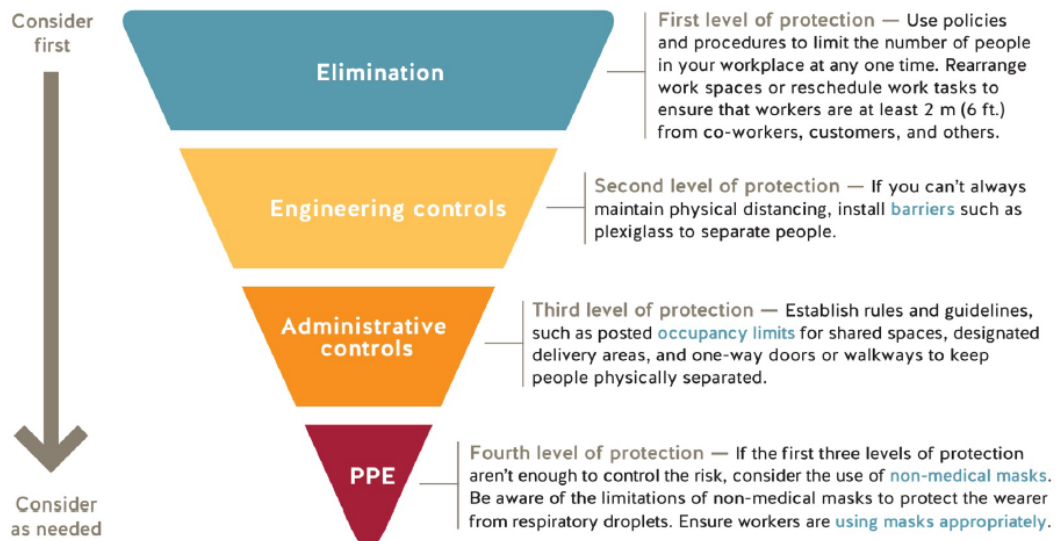 Consider
first
Elimination
First level of protection — Use policies
and procedures to limit the number of people
in your workplace at any one time. Rearrange
work spaces or reschedule work tasks to
ensure that workers are at least 2 m (6 ft.)
from co-workers, customers, and others.
Engineering controls
Second level of protection — If you can't always
maintain physical distancing, install barriers such as
plexiglass to separate people.
Administrative
controls
Third level of protection — Establish rules and guidelines,
such as posted occupancy limits for shared spaces, designated
delivery areas, and one-way doors or walkways to keep
people physically separated.
PPE
Fourth level of protection — If the first three levels of protection
aren't enough to control the risk, consider the use of non-medical masks.
Be aware of the limitations of non-medical masks to protect the wearer
from respiratory droplets. Ensure workers are using masks appropriately.
Consider
as needed